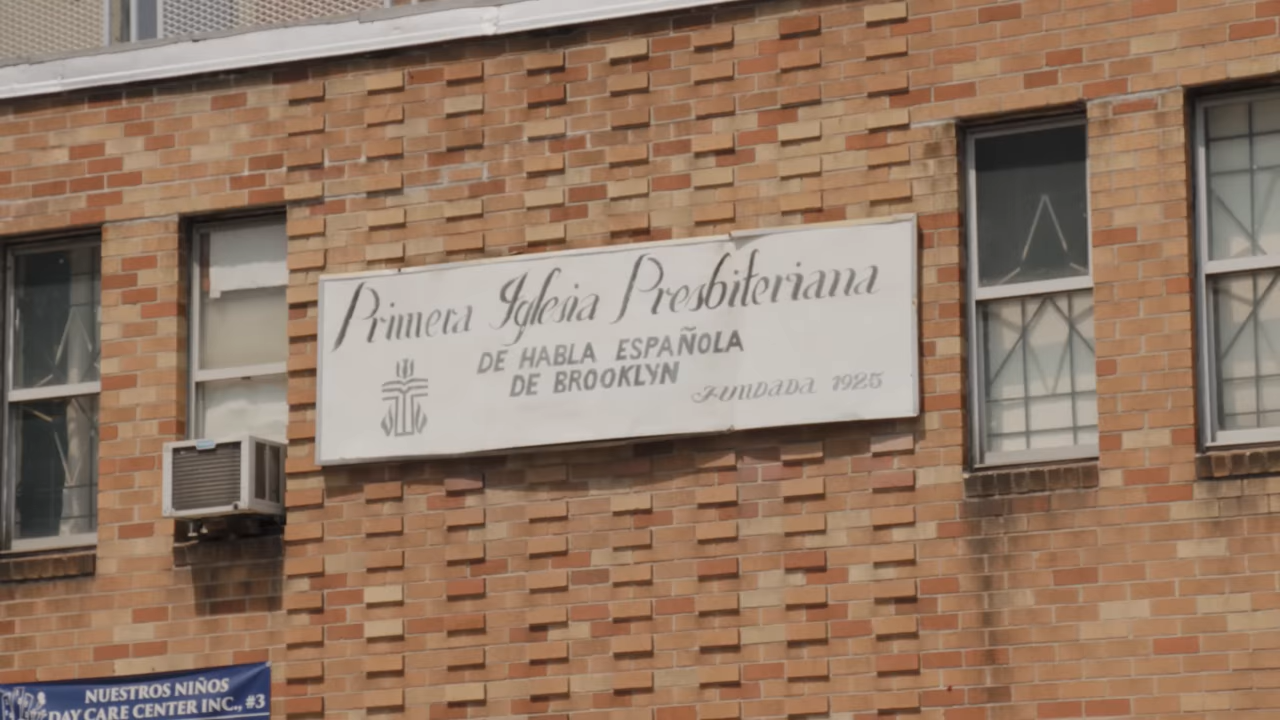 Primera Iglesia Presbiteriana
DE HABLA ESPAÑOLA
DE BROOKLYN
FUNDADA 1925
NUESTROS NIÑOS
DAY CARE CENTER INC., #3